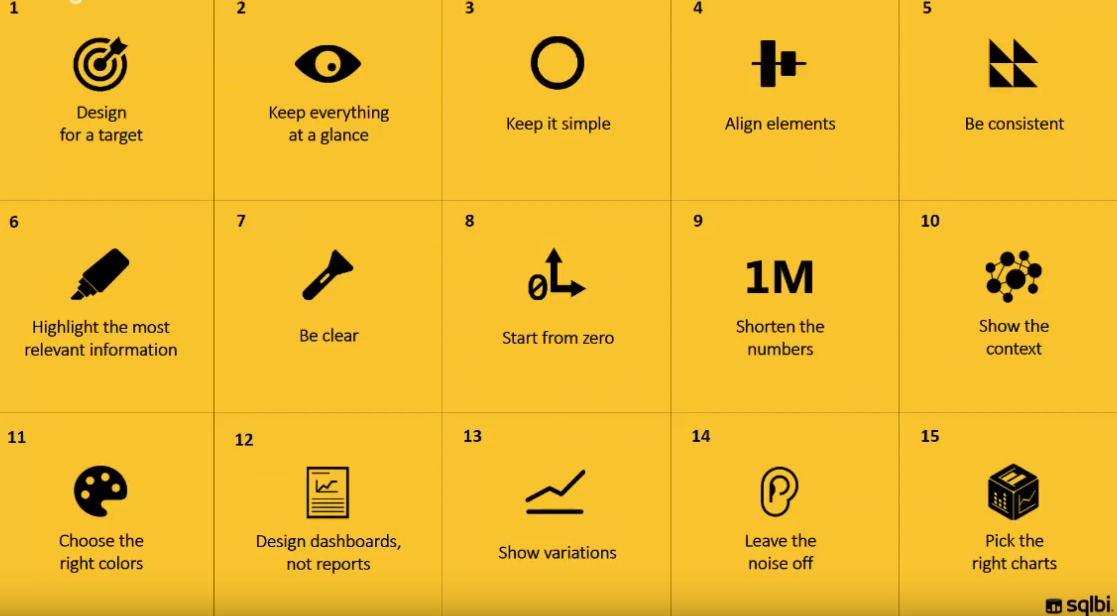 1
Design
for a target
2
Keep everything
at a glance
3
Keep it simple
4
Align elements
5
Be consistent
6
Highlight the most
relevant information
7
Be clear
8
0
Start from zero
9
1M
Shorten the
numbers
10
Show the
context
11
Choose the
right colors
12
Design dashboards,
not reports
13
Show variations
14
Leave the
noise off
15
Pick the
right charts
sqlbi